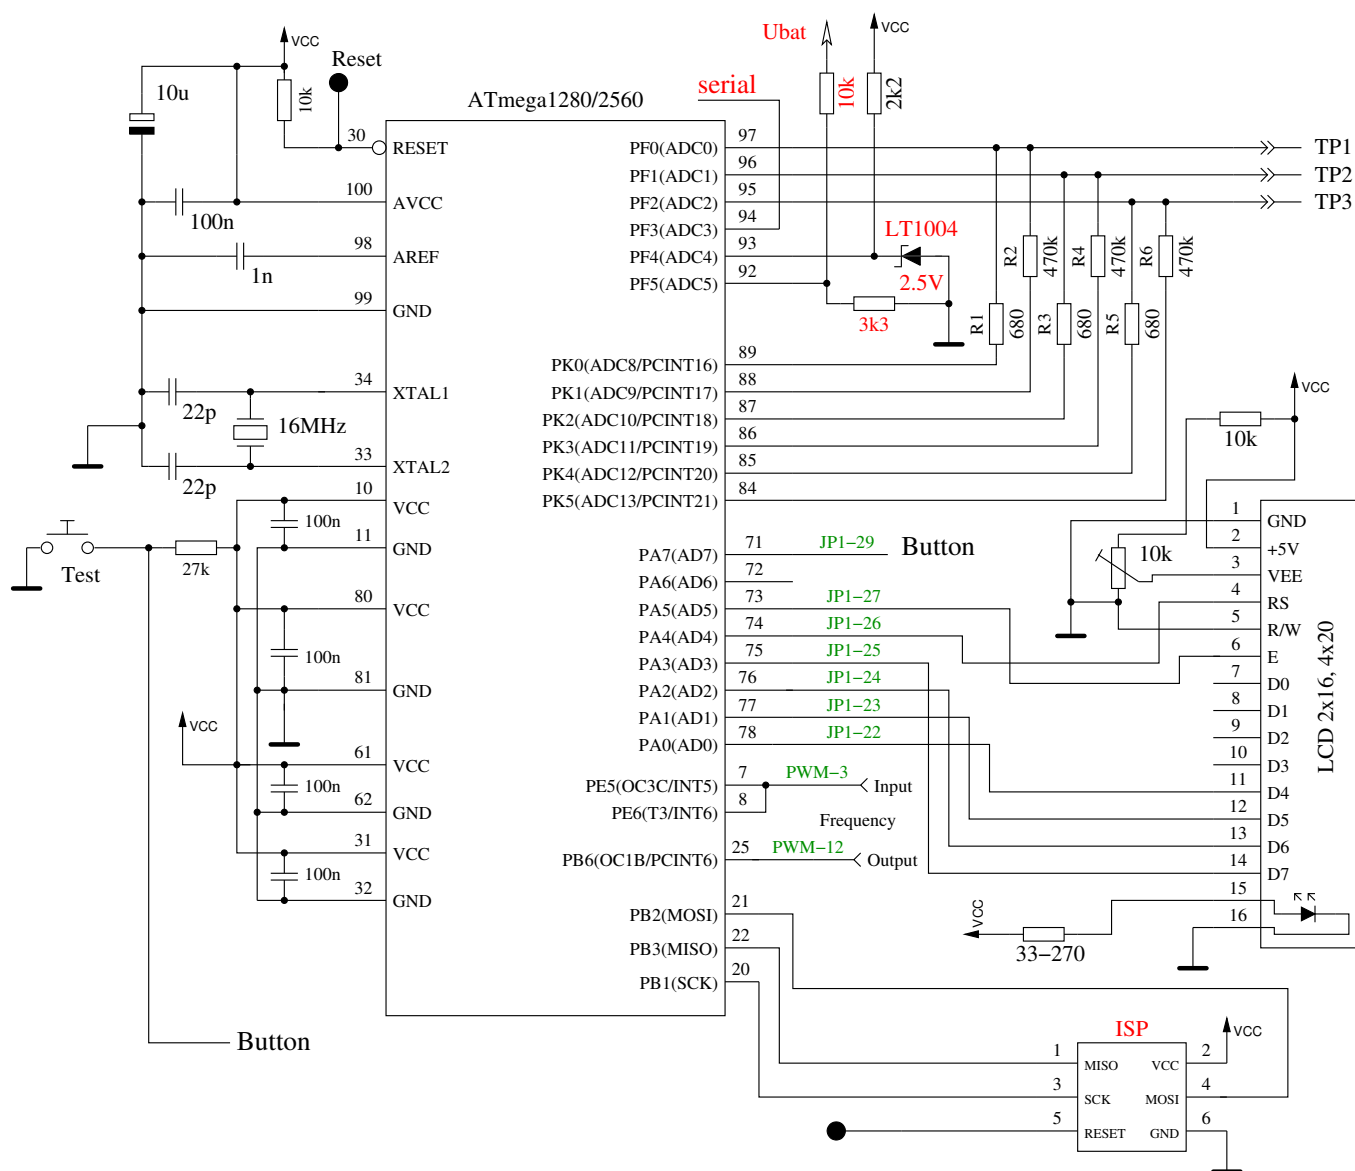 Ubat
VCC
VCC
Reset
10u
10k
serial
10k
2k2
ATmega1280/2560
30
RESET
PF0(ADC0)
97
TP1
96
PF1(ADC1)
TP2
100
AVCC
95
PF2(ADC2)
TP3
100n
94
PF3(ADC3)
LT1004
98
AREF
93
PF4(ADC4)
R2
470k
R4
470k
R6
470k
1n
92
PF5(ADC5)
2.5V
99
GND
3k3
R1
680
R3
680
R5
680
89
PK0(ADC8/PCINT16)
34
XTAL1
88
PK1(ADC9/PCINT17)
VCC
22p
87
PK2(ADC10/PCINT18)
16MHz
86
PK3(ADC11/PCINT19)
10k
33
XTAL2
85
PK4(ADC12/PCINT20)
22p
84
PK5(ADC13/PCINT21)
10
VCC
100n
1
GND
11
GND
71
PA7(AD7)
JP1−29
Button
2
+5V
Test
27k
72
PA6(AD6)
10k
3
VEE
80
VCC
73
PA5(AD5)
JP1−27
4
RS
74
PA4(AD4)
JP1−26
5
R/W
100n
75
PA3(AD3)
JP1−25
6
E
81
GND
76
PA2(AD2)
JP1−24
7
D0
77
PA1(AD1)
JP1−23
8
D1
VCC
78
PA0(AD0)
JP1−22
9
D2
61
VCC
10
D3
LCD 2x16, 4x20
100n
7
PE5(OC3C/INT5)
PWM−3
Input
11
D4
62
GND
8
PE6(T3/INT6)
Frequency
12
D5
31
VCC
25
PB6(OC1B/PCINT6)
PWM−12
Output
13
D6
100n
14
D7
32
GND
21
PB2(MOSI)
15
VCC
16
22
PB3(MISO)
33−270
20
PB1(SCK)
ISP
VCC
Button
1
MISO
VCC
2
3
SCK
MOSI
4
5
RESET
GND
6